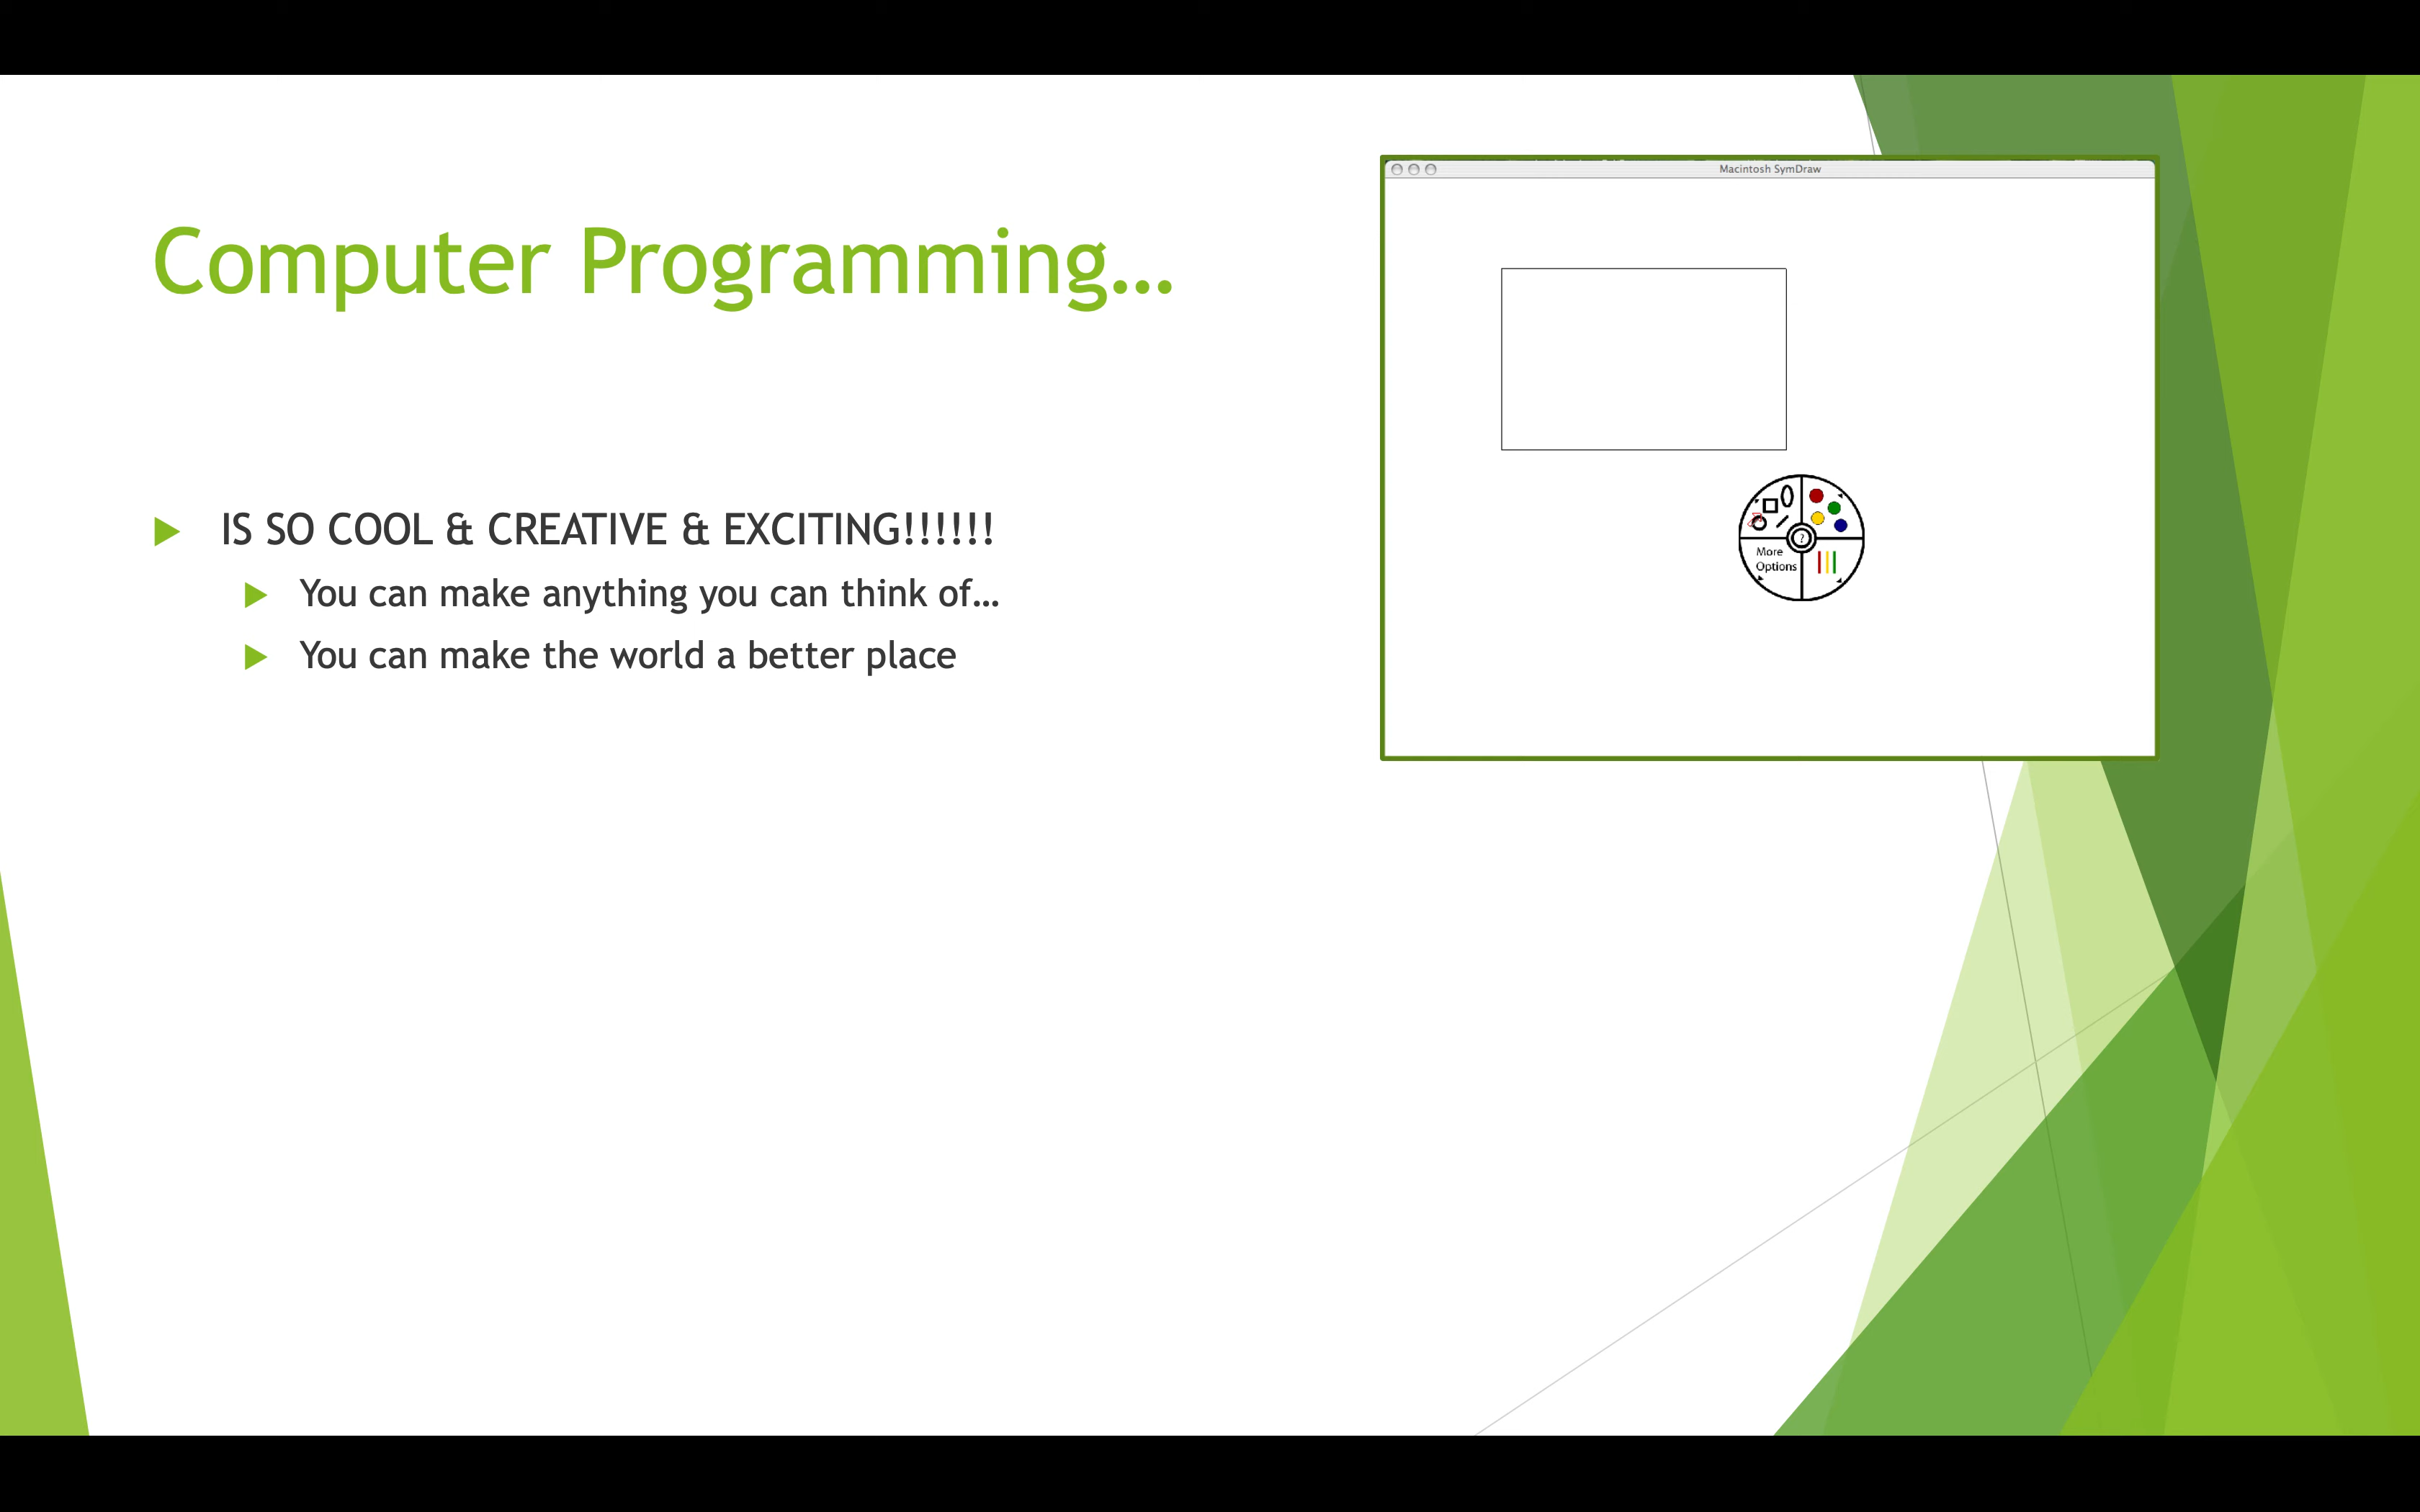 Computer Programming…
IS SO COOL & CREATIVE & EXCITING!!!!!!
You can make anything you can think of…
You can make the world a better place
Macintosh SymDraw
?
More
Options